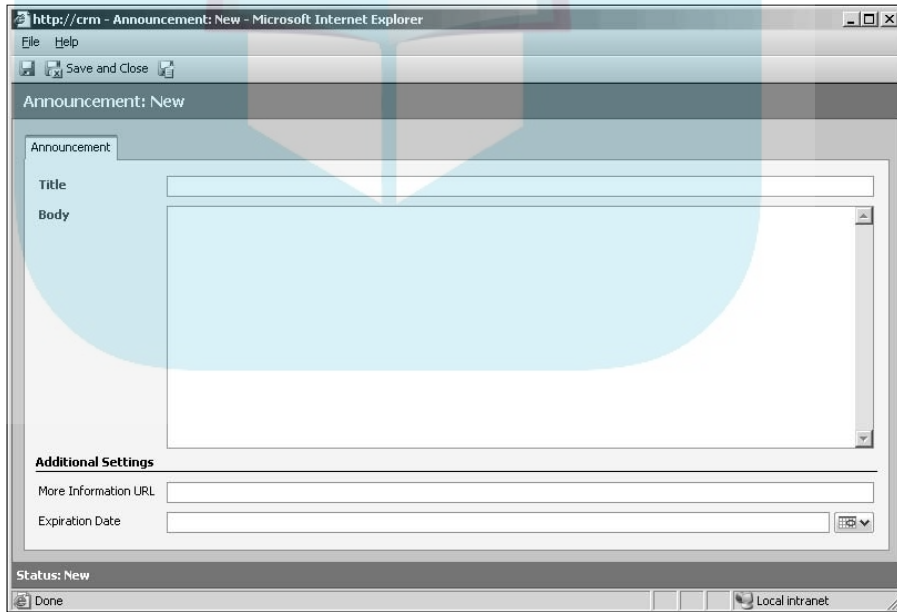 http://crm - Announcement: New - Microsoft Internet Explorer
File Help
Save and Close
Announcement: New
Announcement
Title
Body
Additional Settings
More Information URL
Expiration Date
Status: New
Done Local intranet